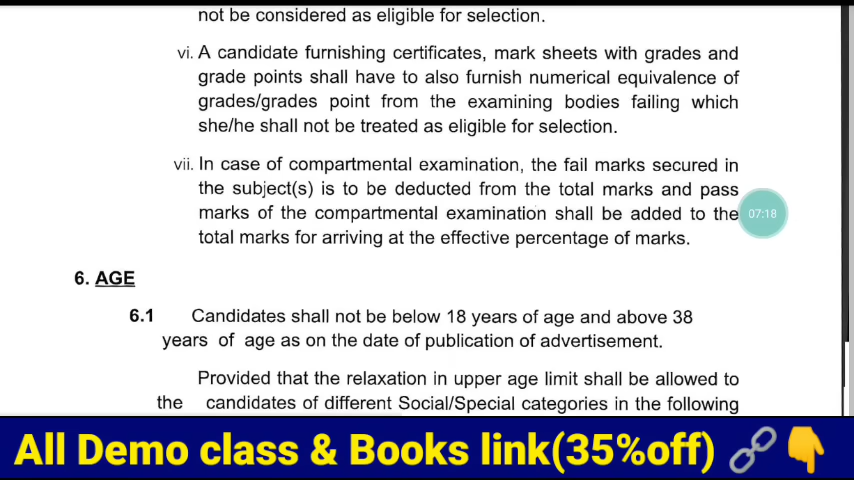 not be considered as eligible for selection.
vi. A candidate furnishing certificates, mark sheets with grades and
grade points shall have to also furnish numerical equivalence of
grades/grades point from the examining bodies failing which
she/he shall not be treated as eligible for selection.
vii. In case of compartmental examination, the fail marks secured in
the subject(s) is to be deducted from the total marks and pass
marks of the compartmental examination shall be added to the
total marks for arriving at the effective percentage of marks.
07:18
6. AGE
6.1 Candidates shall not be below 18 years of age and above 38
years of age as on the date of publication of advertisement.
Provided that the relaxation in upper age limit shall be allowed to
the candidates of different Social/Special categories in the following
All Demo class & Books link(35%off) 🔗👇